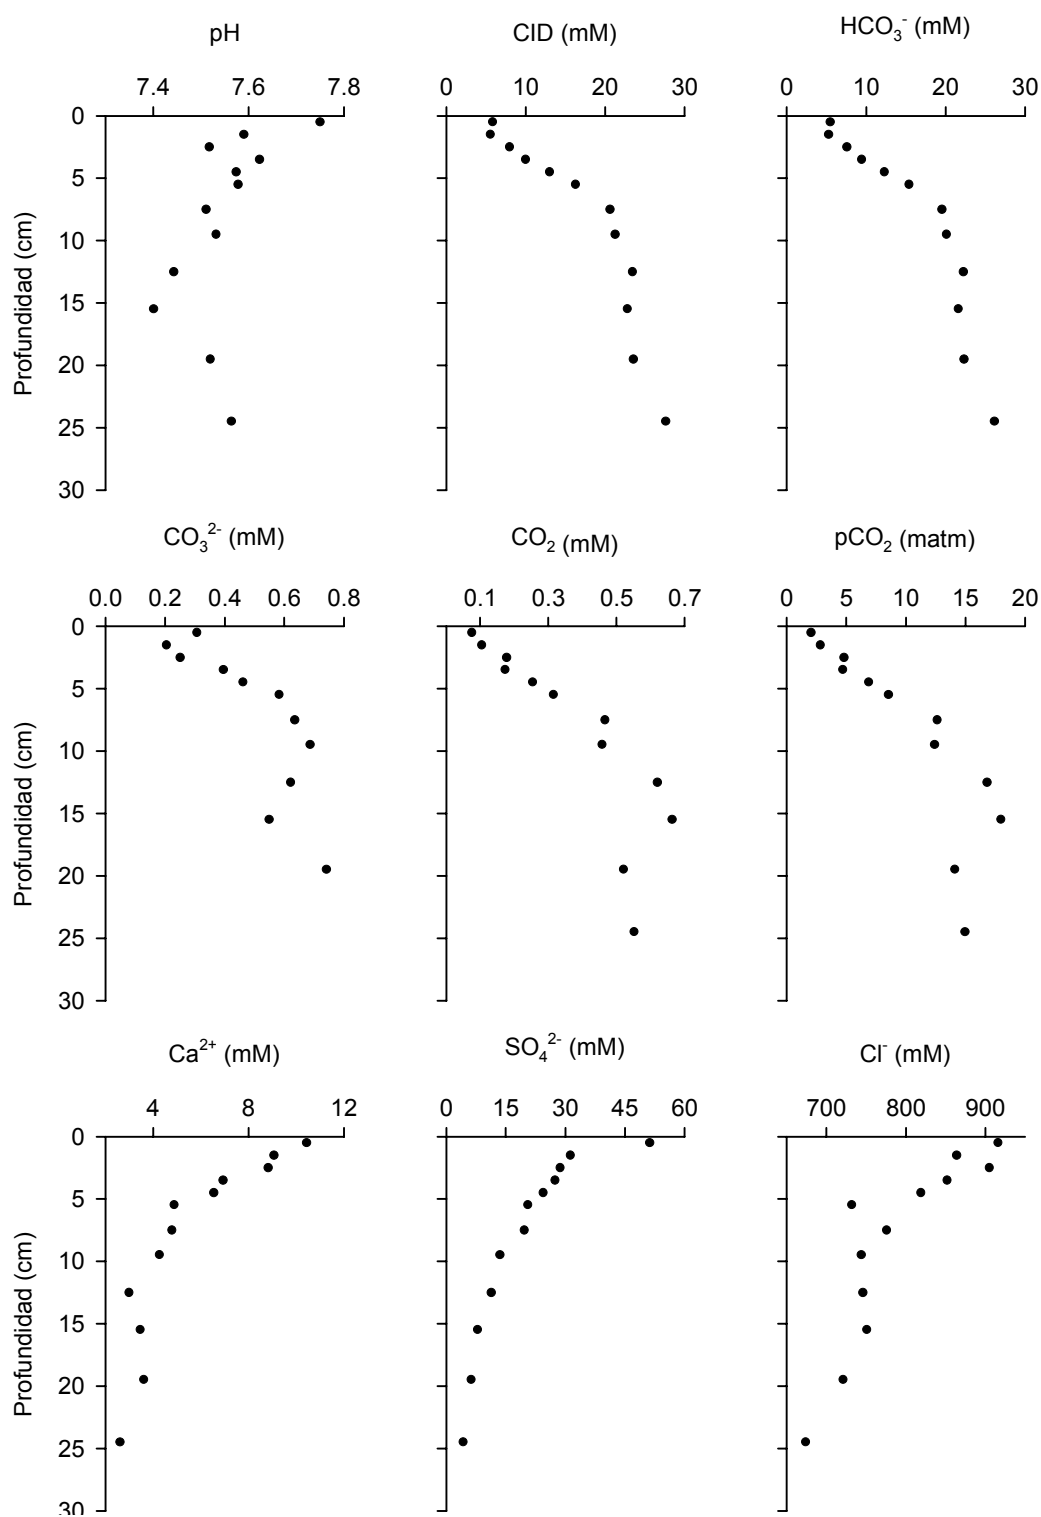 pH CID (mM) HCO₃⁻ (mM)
7.4 7.6 7.8 0 10 20 30 0 10 20 30
0
5
10
15
20
25
30
Profundidad (cm)
CO₃²⁻ (mM) CO₂ (mM) pCO₂ (matm)
0.0 0.2 0.4 0.6 0.8 0.1 0.3 0.5 0.7 0 5 10 15 20
0
5
10
15
20
25
30
Profundidad (cm)
Ca²⁺ (mM) SO₄²⁻ (mM) Cl⁻ (mM)
4 8 12 0 15 30 45 60 700 800 900
0
5
10
15
20
25
30
Profundidad (cm)